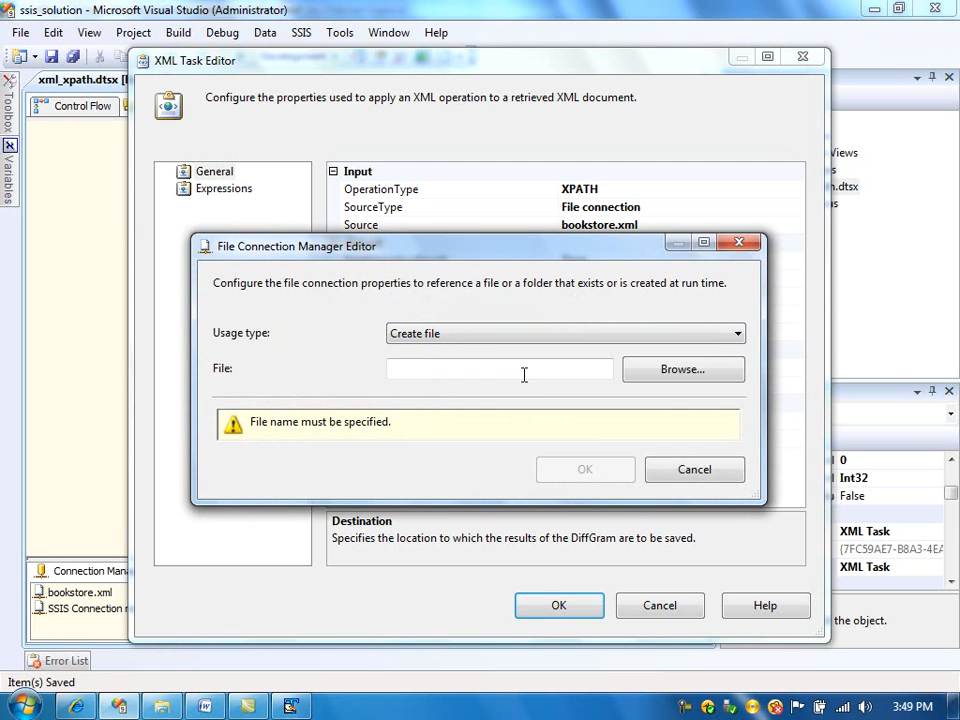 ssis_solution - Microsoft Visual Studio (Administrator)
File Edit View Project Build Debug Data SSIS Tools Window Help
xml_xpath.dtsx [
Control Flow
Toolbox
Variables
XML Task Editor
Configure the properties used to apply an XML operation to a retrieved XML document.
General
Expressions
Input
OperationType XPATH
SourceType File connection
Source bookstore.xml
Views
h.dtsx
File Connection Manager Editor
Configure the file connection properties to reference a file or a folder that exists or is created at run time.
Usage type: Create file
File: Browse...
File name must be specified.
OK Cancel
0
Int32
False
XML Task
{7FC59AE7-B8A3-4EA
XML Task
Destination
Specifies the location to which the results of the DiffGram are to be saved.
Connection Mana
bookstore.xml
SSIS Connection
OK Cancel Help
the object.
Error List
Item(s) Saved
3:49 PM